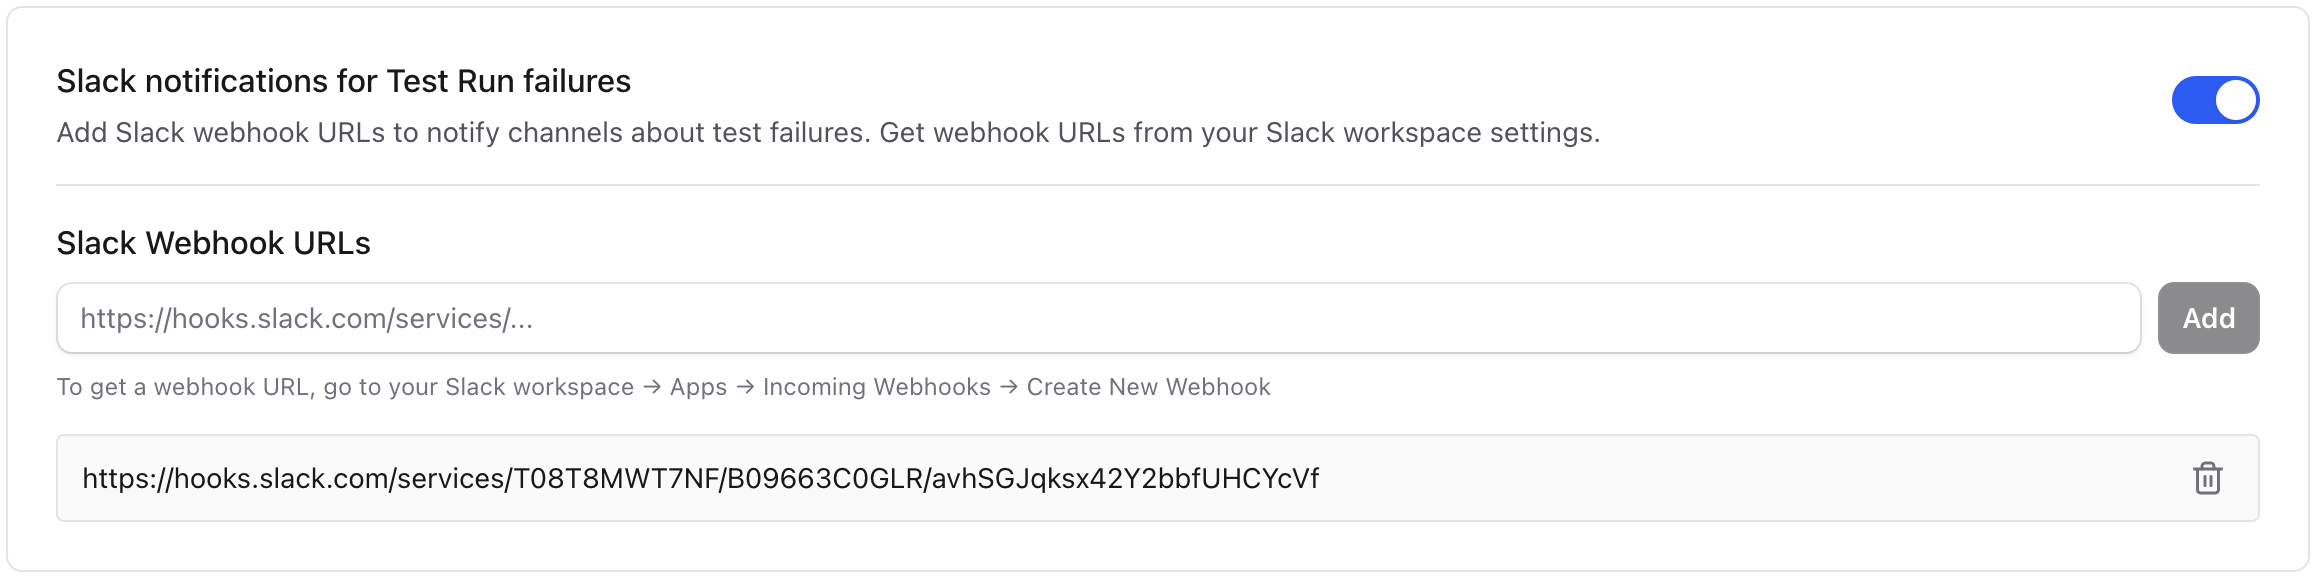 Slack notifications for Test Run failures
Add Slack webhook URLs to notify channels about test failures. Get webhook URLs from your Slack workspace settings.
Slack Webhook URLs
https://hooks.slack.com/services/...
Add
To get a webhook URL, go to your Slack workspace → Apps → Incoming Webhooks → Create New Webhook
https://hooks.slack.com/services/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